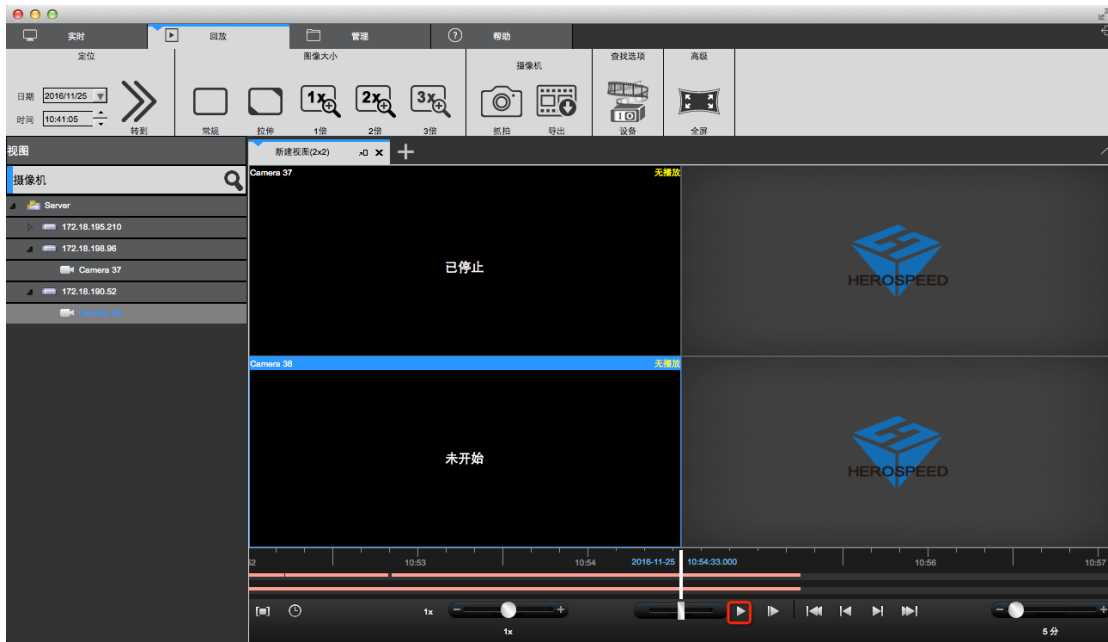 实时
回放
管理
帮助
定位
日期 2016/11/25
时间 10:41:05
转到
图像大小
常规 拉伸 1x 1倍 2x 2倍 3x 3倍
摄像机
抓拍 导出
查找选项
设备
高级
全屏
视图
新建视图(2x2)
摄像机
Server
172.18.195.210
172.18.198.96
Camera 37
172.18.190.52
Camera 38
Camera 37 无播放
已停止
HEROSPEED
Camera 38 无播放
未开始
HEROSPEED
52 10:53 10:54 2016-11-25 10:54:33.000 10:56 10:57
1x
1x
5 分